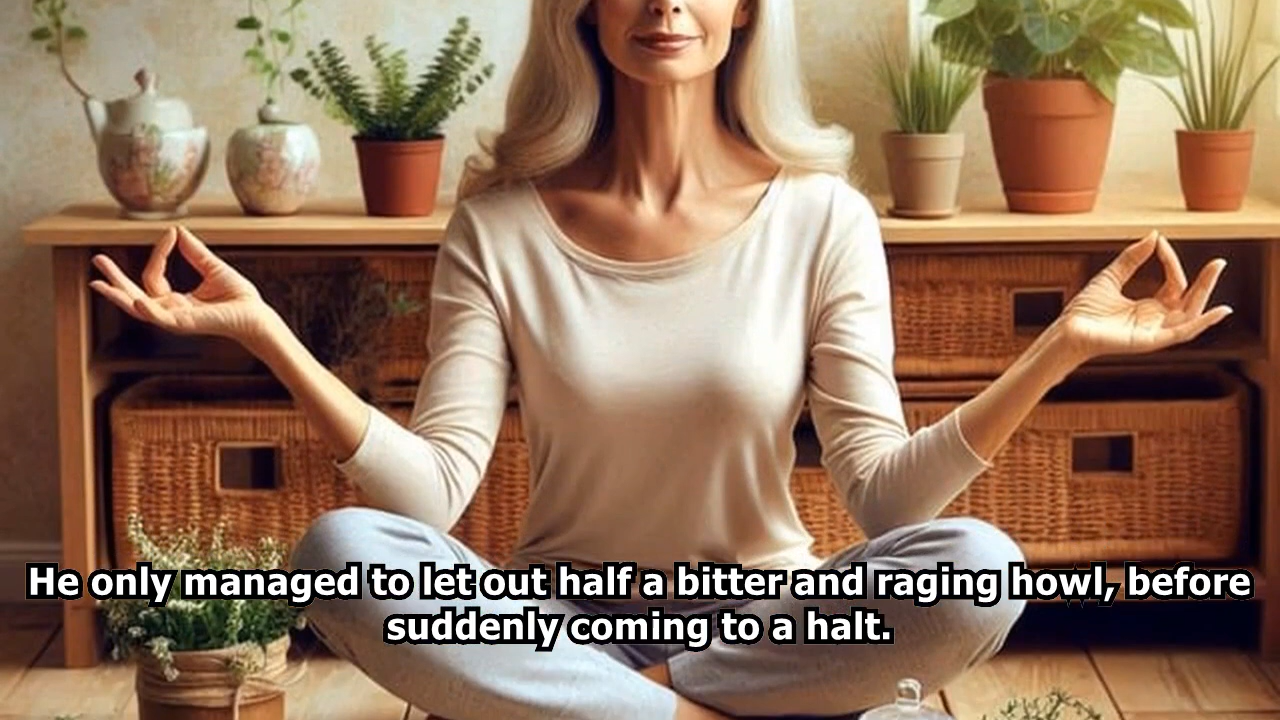 He only managed to let out half a bitter and raging howl, before
suddenly coming to a halt.